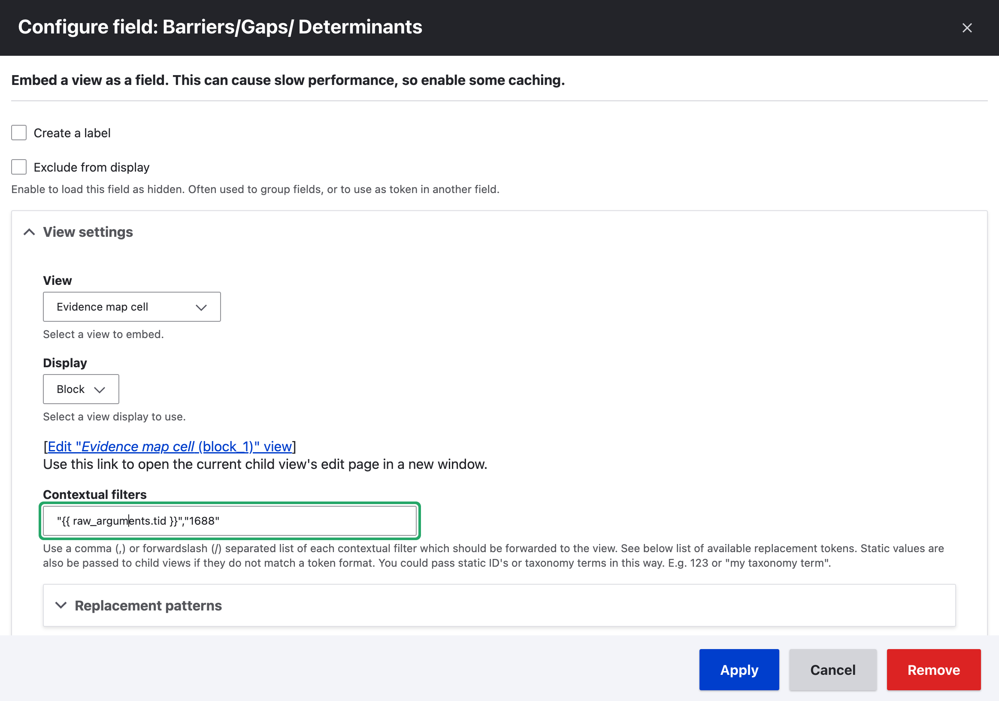 Configure field: Barriers/Gaps/ Determinants
Embed a view as a field. This can cause slow performance, so enable some caching.
Create a label
Exclude from display
Enable to load this field as hidden. Often used to group fields, or to use as token in another field.
View settings
View
Evidence map cell
Select a view to embed.
Display
Block
Select a view display to use.
[Edit "Evidence map cell (block_1)" view]
Use this link to open the current child view's edit page in a new window.
Contextual filters
"{{ raw_arguments.tid }}","1688"
Use a comma (,) or forwardslash (/) separated list of each contextual filter which should be forwarded to the view. See below list of available replacement tokens. Static values are
also be passed to child views if they do not match a token format. You could pass static ID's or taxonomy terms in this way. E.g. 123 or "my taxonomy term".
Replacement patterns
Apply
Cancel
Remove